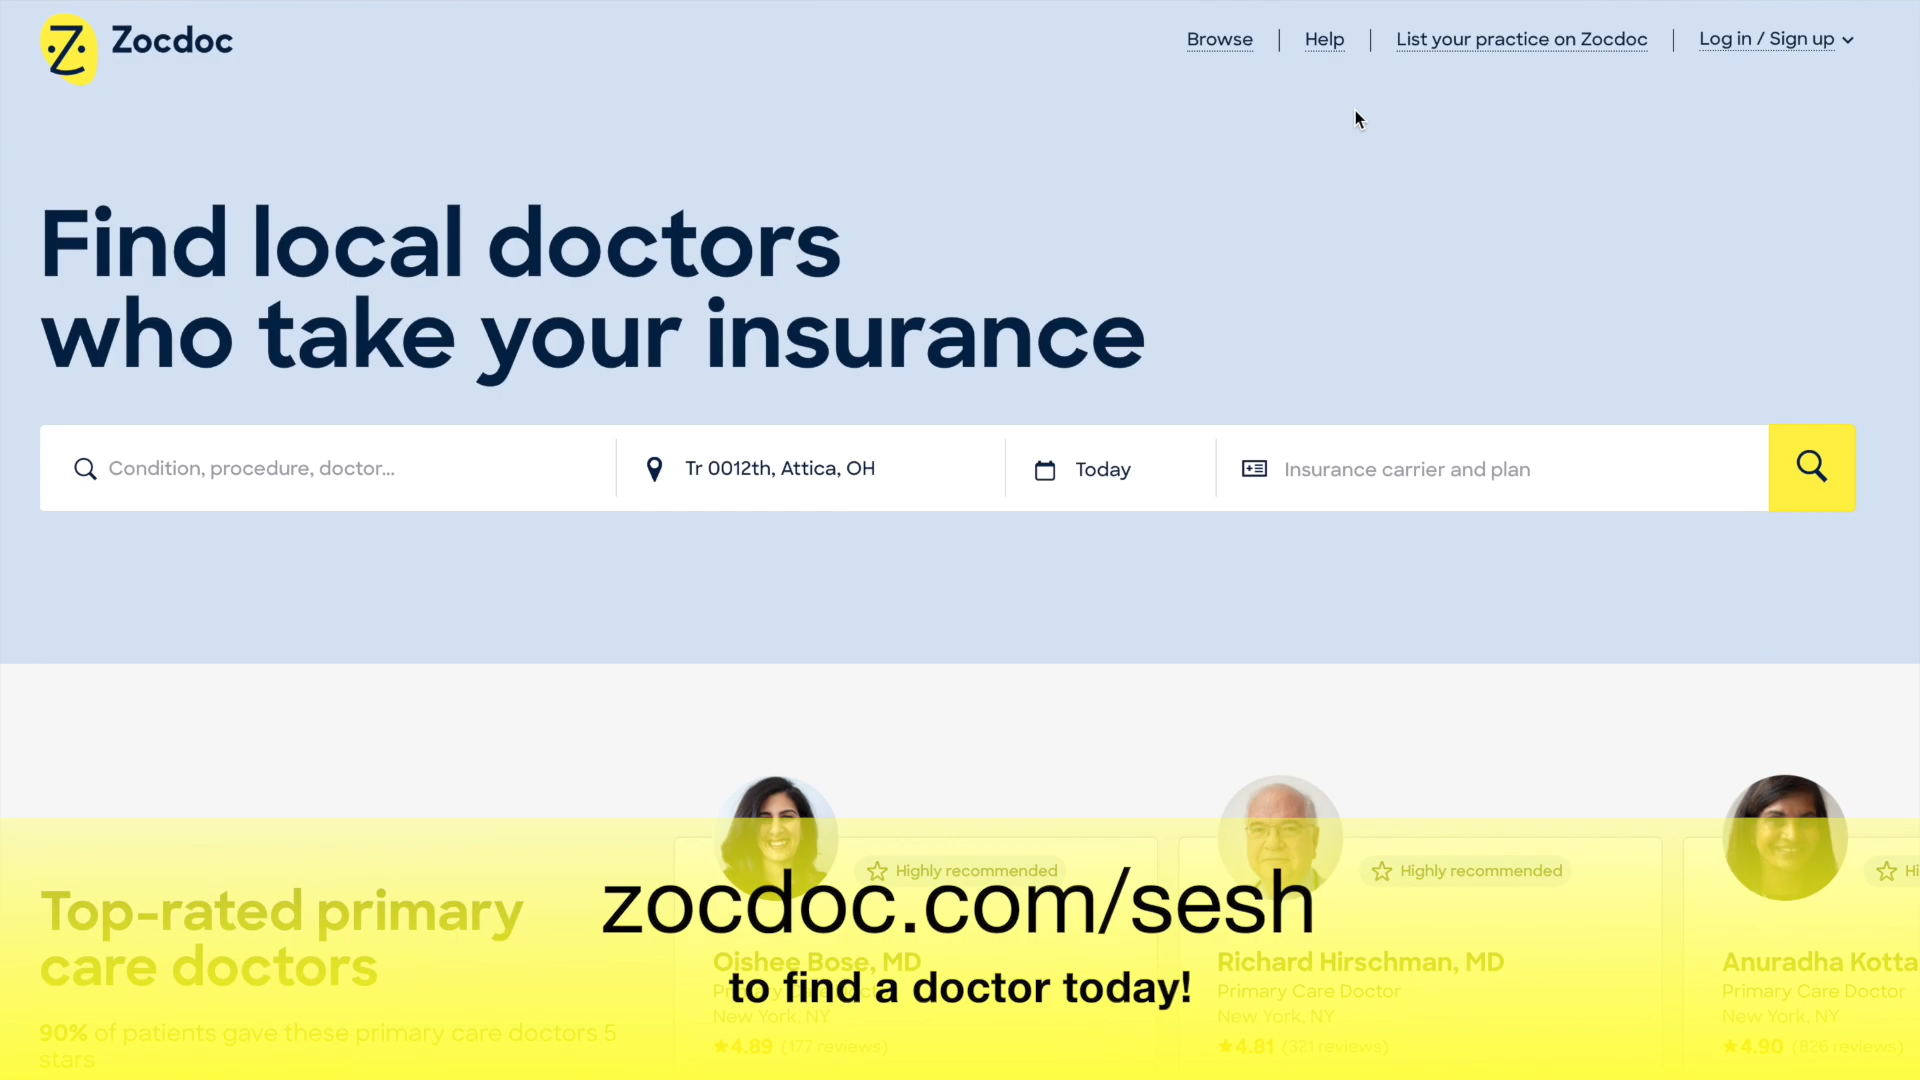 Zocdoc
Browse
Help
List your practice on Zocdoc
Log in / Sign up
Find local doctors
who take your insurance
Condition, procedure, doctor...
Tr 0012th, Attica, OH
Today
Insurance carrier and plan
Top-rated primary
care doctors
90% of patients gave these primary care doctors 5
stars
Highly recommended
Oishee Bose, MD
Primary Care Doctor
New York, NY
4.89 (177 reviews)
Highly recommended
Richard Hirschman, MD
Primary Care Doctor
New York, NY
4.81 (321 reviews)
Hi
Anuradha Kotta
Primary Care Doctor
New York, NY
4.90 (826 reviews)
zocdoc.com/sesh
to find a doctor today!